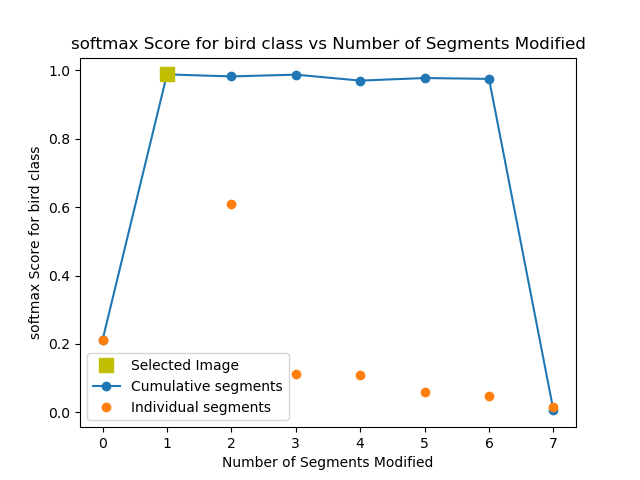 softmax Score for bird class vs Number of Segments Modified
softmax Score for bird class
1.0
0.8
0.6
0.4
0.2
0.0
Selected Image
Cumulative segments
Individual segments
0 1 2 3 4 5 6 7
Number of Segments Modified